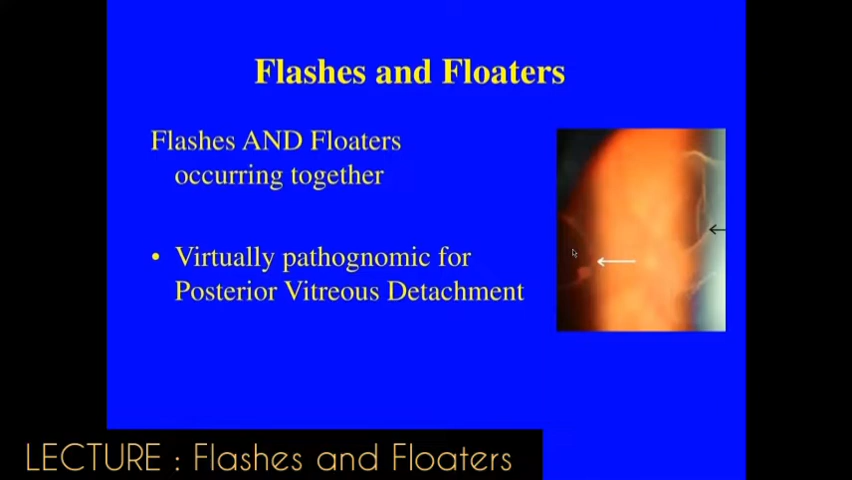 Flashes and Floaters
Flashes AND Floaters
occurring together
• Virtually pathognomic for
Posterior Vitreous Detachment
LECTURE : Flashes and Floaters